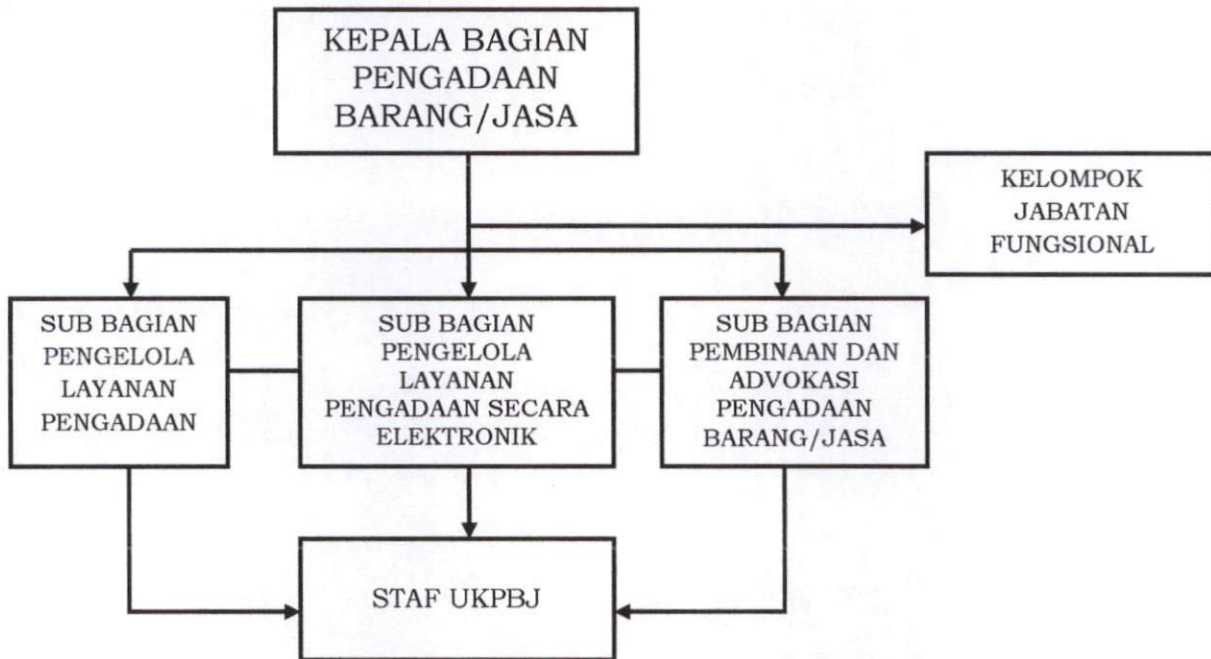 KEPALA BAGIAN
PENGADAAN
BARANG/JASA
KELOMPOK
JABATAN
FUNGSIONAL
SUB BAGIAN
PENGELOLA
LAYANAN
PENGADAAN
SUB BAGIAN
PENGELOLA
LAYANAN
PENGADAAN SECARA
ELEKTRONIK
SUB BAGIAN
PEMBINAAN DAN
ADVOKASI
PENGADAAN
BARANG/JASA
STAF UKPBJ